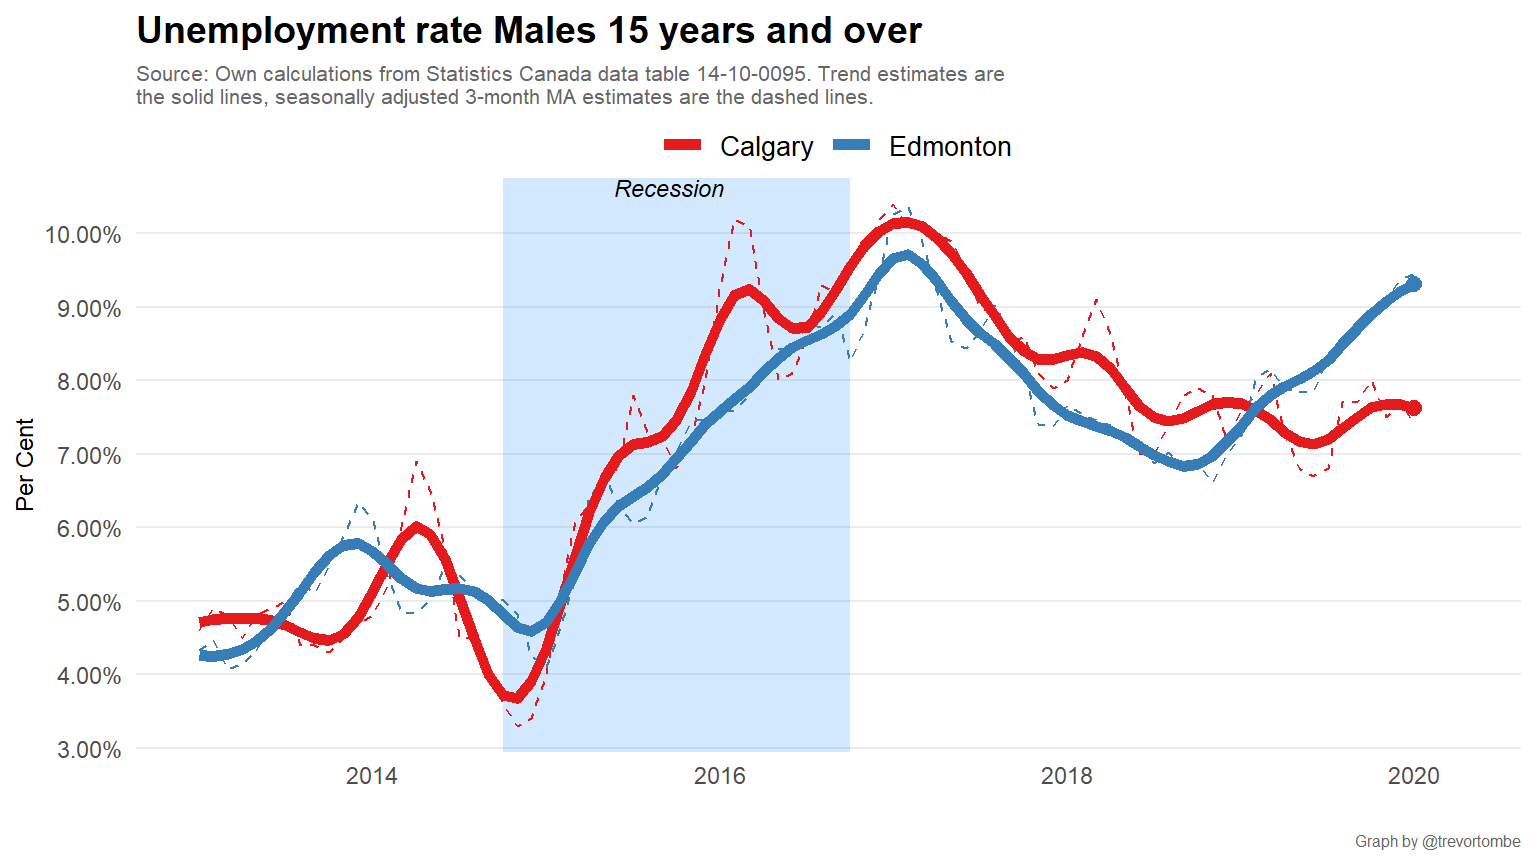 Unemployment rate Males 15 years and over
Source: Own calculations from Statistics Canada data table 14-10-0095. Trend estimates are
the solid lines, seasonally adjusted 3-month MA estimates are the dashed lines.
Calgary Edmonton
Recession
10.00%
9.00%
8.00%
7.00%
6.00%
5.00%
4.00%
3.00%
Per Cent
2014 2016 2018 2020
Graph by @trevortombe